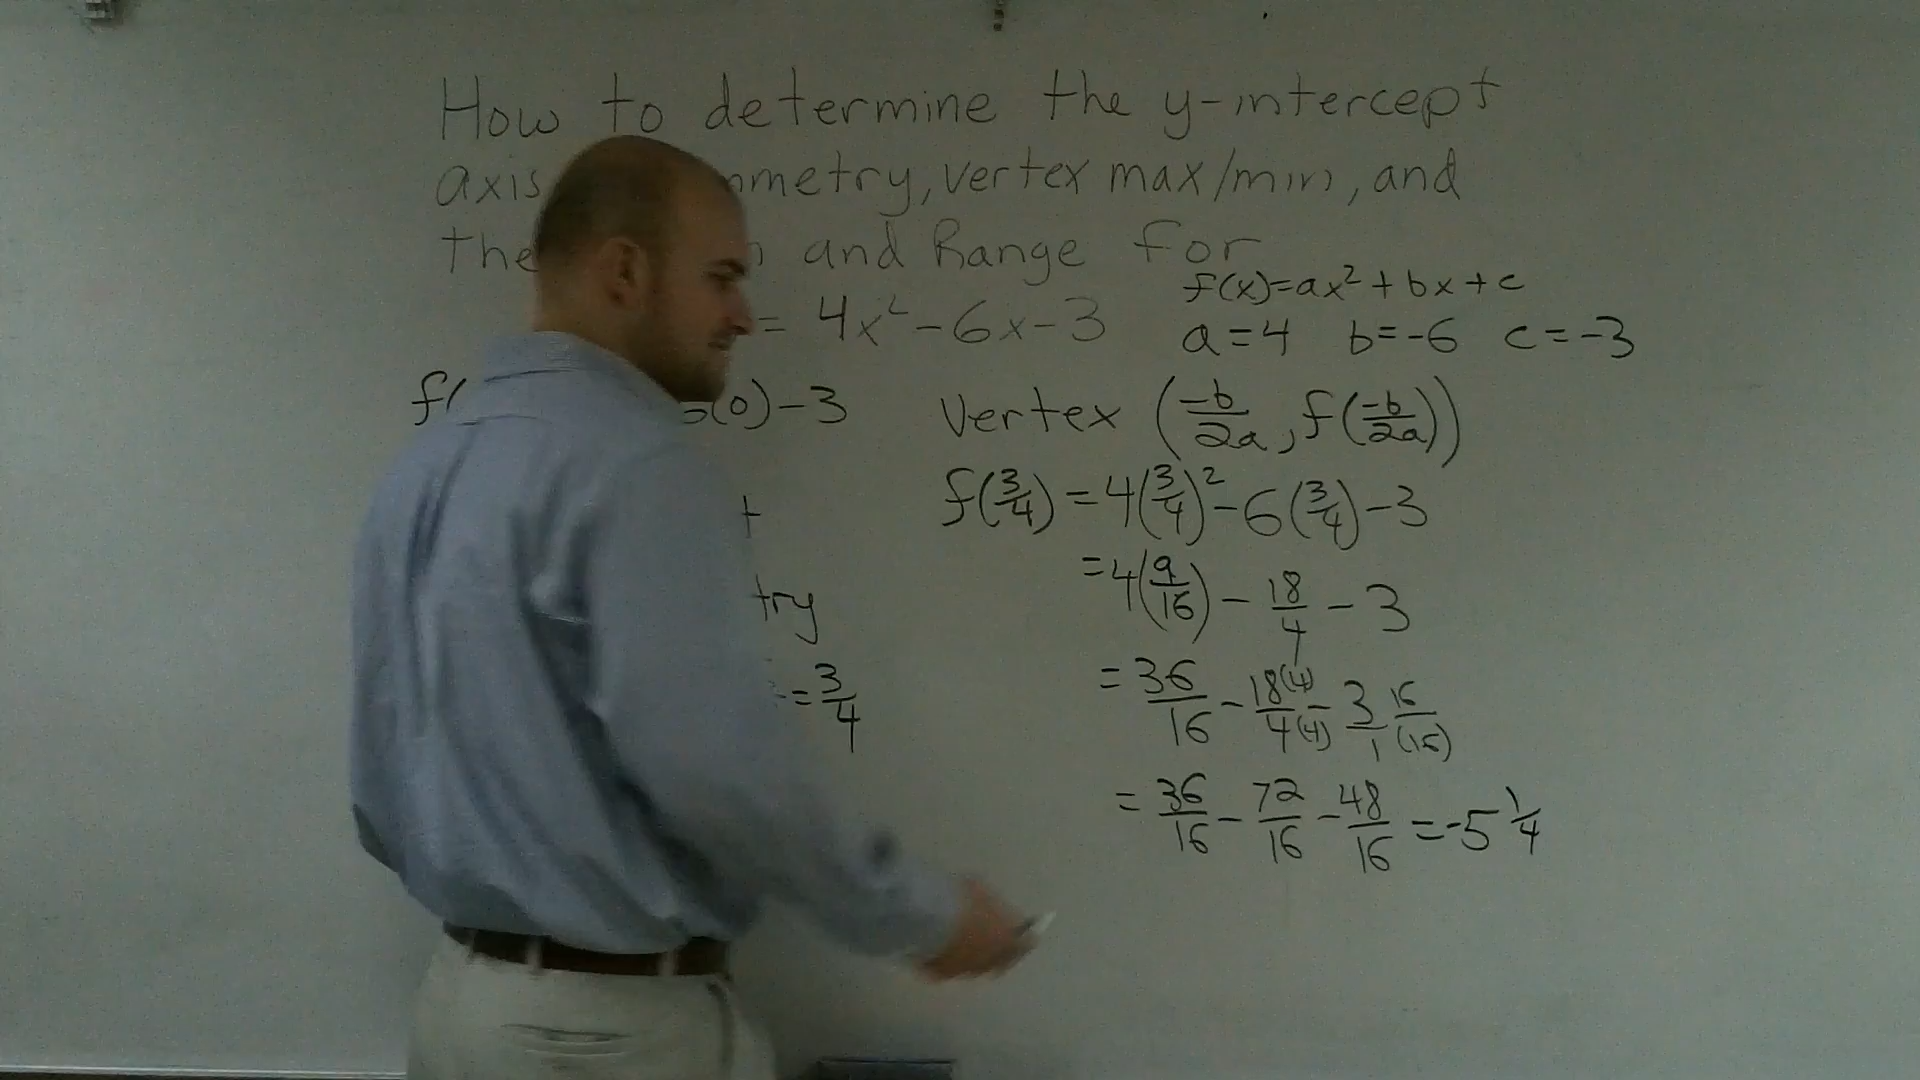 How to determine the y-intercept
axis mmetry, vertex max/min, and
the and Range for
f(x)=ax²+bx+c
= 4x²-6x-3
a=4 b=-6 c=-3
f( (0)-3
Vertex (-b/2a, f(-b/2a))
f(3/4) = 4(3/4)²-6(3/4)-3
=4(9/16) - 18/4 - 3
try
= 36/16 - 18(4)/4(4) - 3/1 16/(16)
=3/4
= 36/16 - 72/16 - 48/16 = -5 1/4